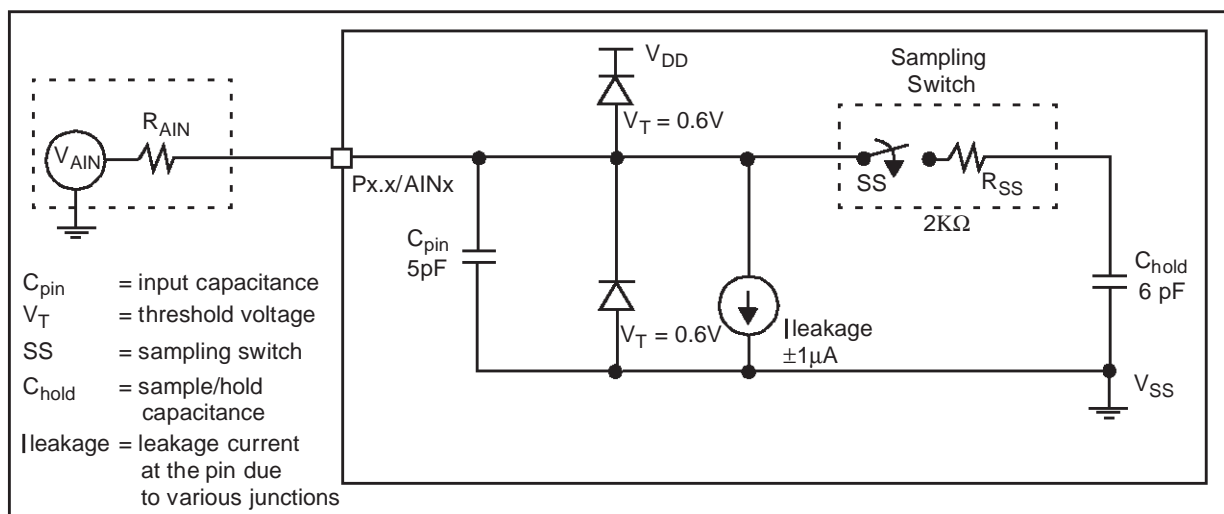 V_DD
Sampling
Switch
R_AIN
V_T = 0.6V
V_AIN
Px.x/AINx
SS
R_SS
2KΩ
C_pin
5pF
C_hold
6 pF
V_T = 0.6V
I leakage
±1µA
V_SS
C_pin = input capacitance
V_T = threshold voltage
SS = sampling switch
C_hold = sample/hold
capacitance
I leakage = leakage current
at the pin due
to various junctions